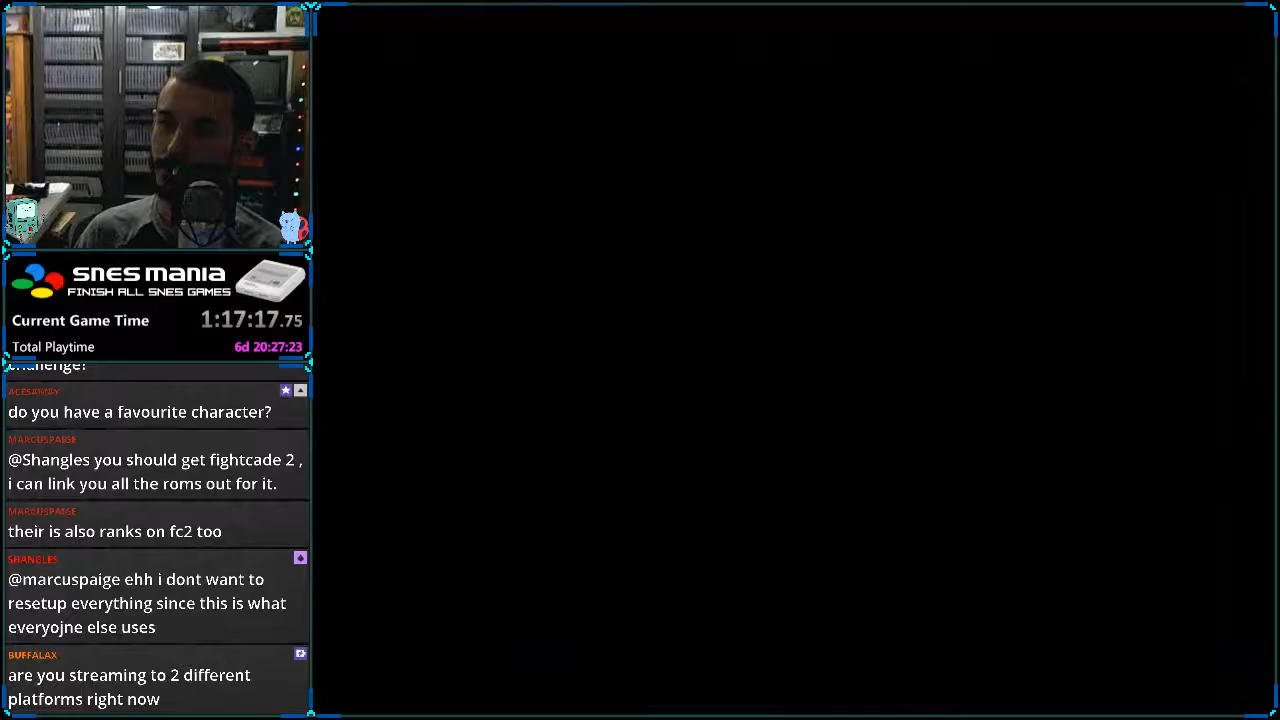 SNES MANIA
FINISH ALL SNES GAMES
Current Game Time 1:17:17.75
Total Playtime 6d 20:27:23
challenge?
do you have a favourite character?
MARCUSPAIGE
@Shangles you should get fightcade 2 ,
i can link you all the roms out for it.
MARCUSPAIGE
their is also ranks on fc2 too
SHANGLES
@marcuspaige ehh i dont want to
resetup everything since this is what
everyojne else uses
BUFFALAX
are you streaming to 2 different
platforms right now